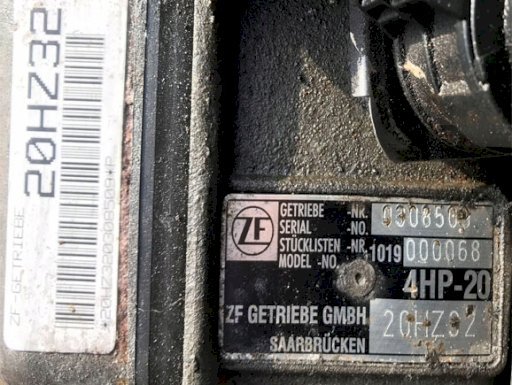 20HZ32
ZF-GETRIEBE
ZF
GETRIEBE -NR.
SERIAL -NO.
STÜCKLISTEN -NR.
MODEL -NO.
1019 000068
4HP-20
ZF GETRIEBE GMBH
SAARBRÜCKEN